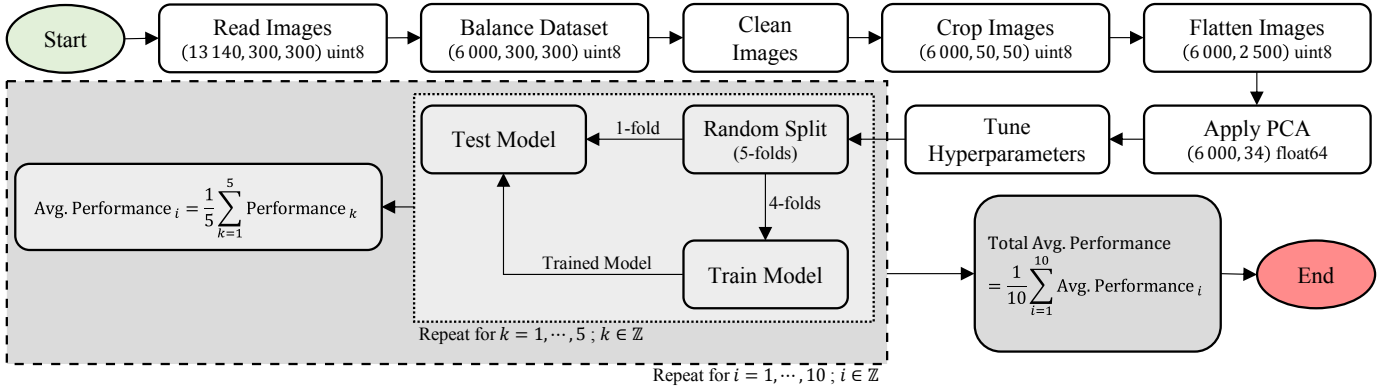 Start
Read Images
(13 140, 300, 300) uint8
Balance Dataset
(6 000, 300, 300) uint8
Clean
Images
Crop Images
(6 000, 50, 50) uint8
Flatten Images
(6 000, 2 500) uint8
Apply PCA
(6 000, 34) float64
Tune
Hyperparameters
Random Split
(5-folds)
1-fold
Test Model
4-folds
Train Model
Trained Model
Repeat for k = 1, ⋯, 5 ; k ∈ ℤ
Avg. Performance i = 1/5 ∑ k=1 5 Performance k
Repeat for i = 1, ⋯, 10 ; i ∈ ℤ
Total Avg. Performance
= 1/10 ∑ i=1 10 Avg. Performance i
End